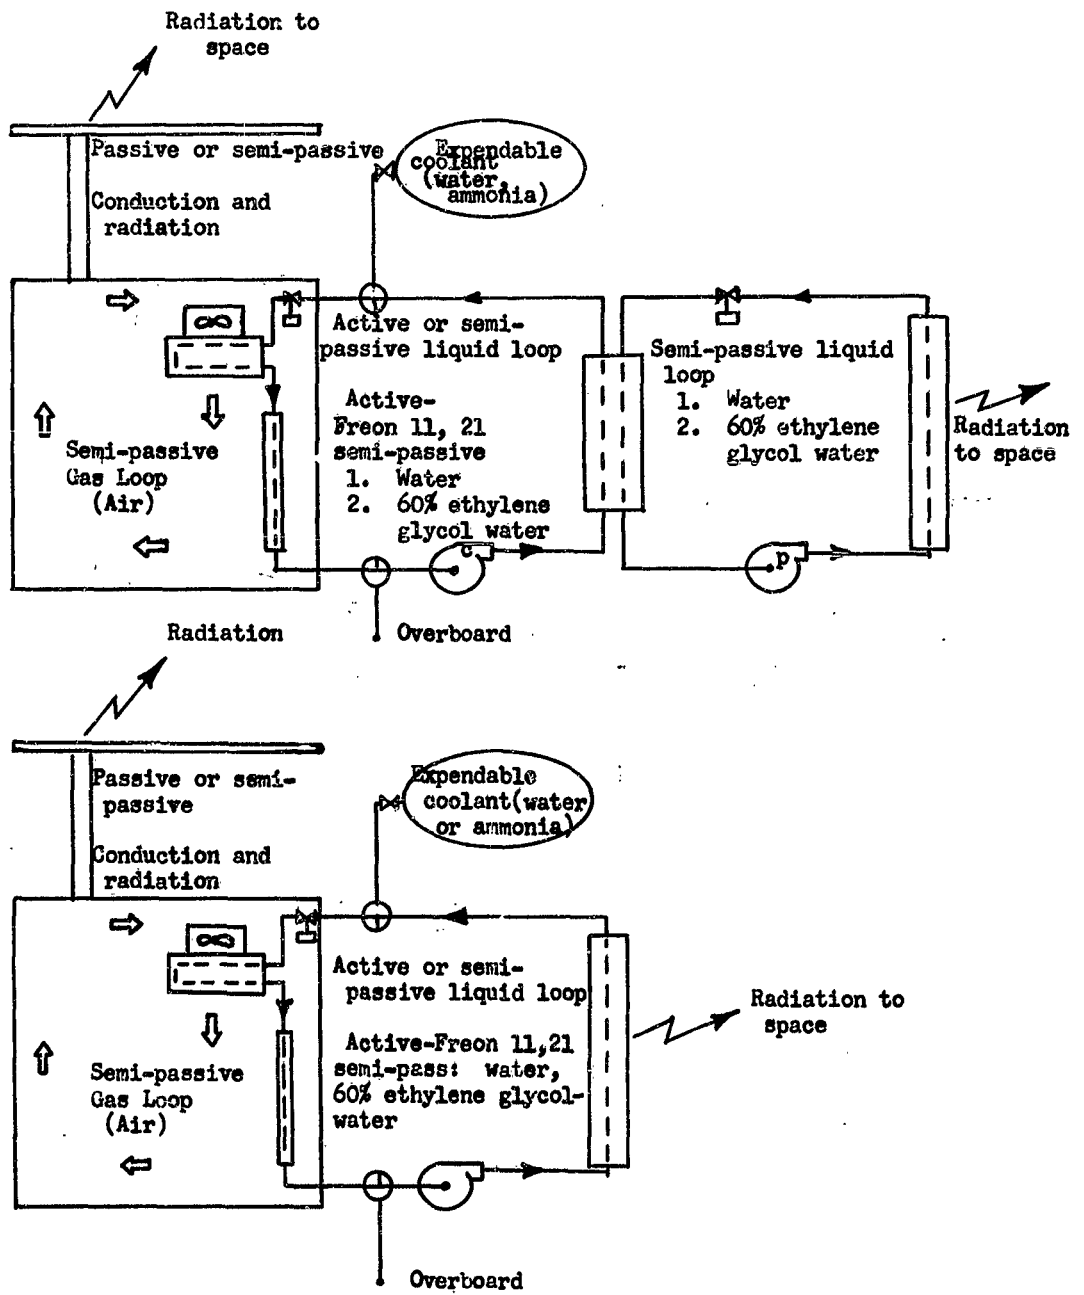 Radiation to
space
Passive or semi-passive
Conduction and
radiation
Expendable
coolant
(water,
ammonia)
Active or semi-
passive liquid loop
Active-
Freon 11, 21
semi-passive
1. Water
2. 60% ethylene
glycol water
c
Semi-passive
Gas Loop
(Air)
Semi-passive liquid
loop
1. Water
2. 60% ethylene
glycol water
p
Radiation
to space
Overboard
Radiation
Passive or semi-
passive
Conduction and
radiation
Expendable
coolant(water
or ammonia)
Active or semi-
passive liquid loop
Active-Freon 11,21
semi-pass: water,
60% ethylene glycol-
water
Semi-passive
Gas Loop
(Air)
Radiation to
space
Overboard